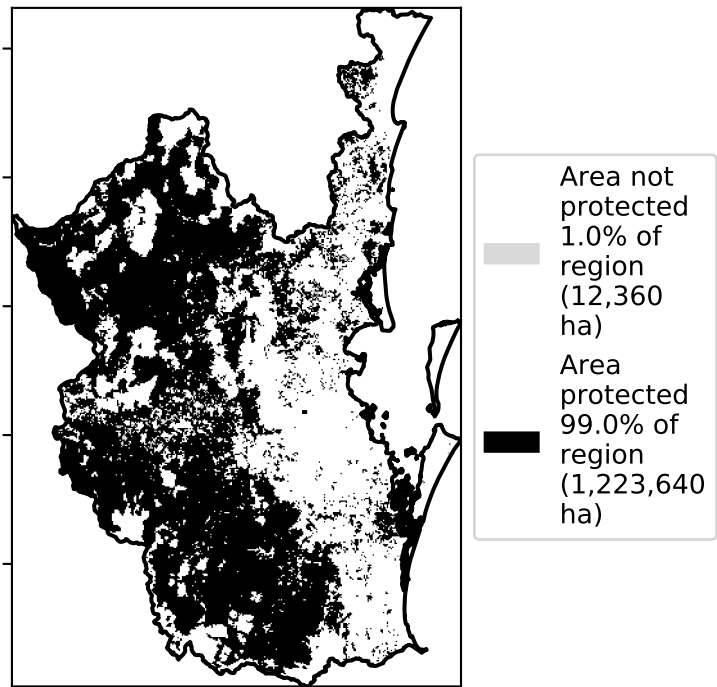 Area not
protected
1.0% of
region
(12,360
ha)
Area
protected
99.0% of
region
(1,223,640
ha)